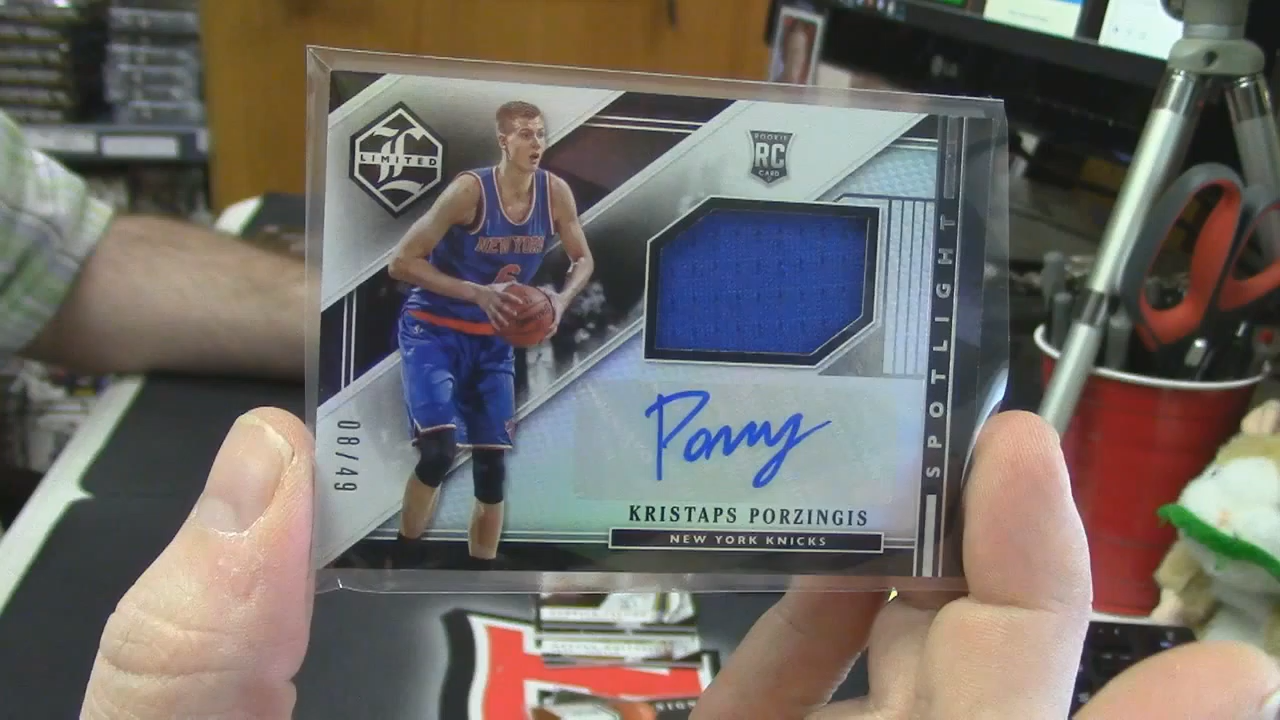 LIMITED
ROOKIE
RC
CARD
NEW YORK
6
SPOTLIGHT
08/49
Porzy
KRISTAPS PORZINGIS
NEW YORK KNICKS